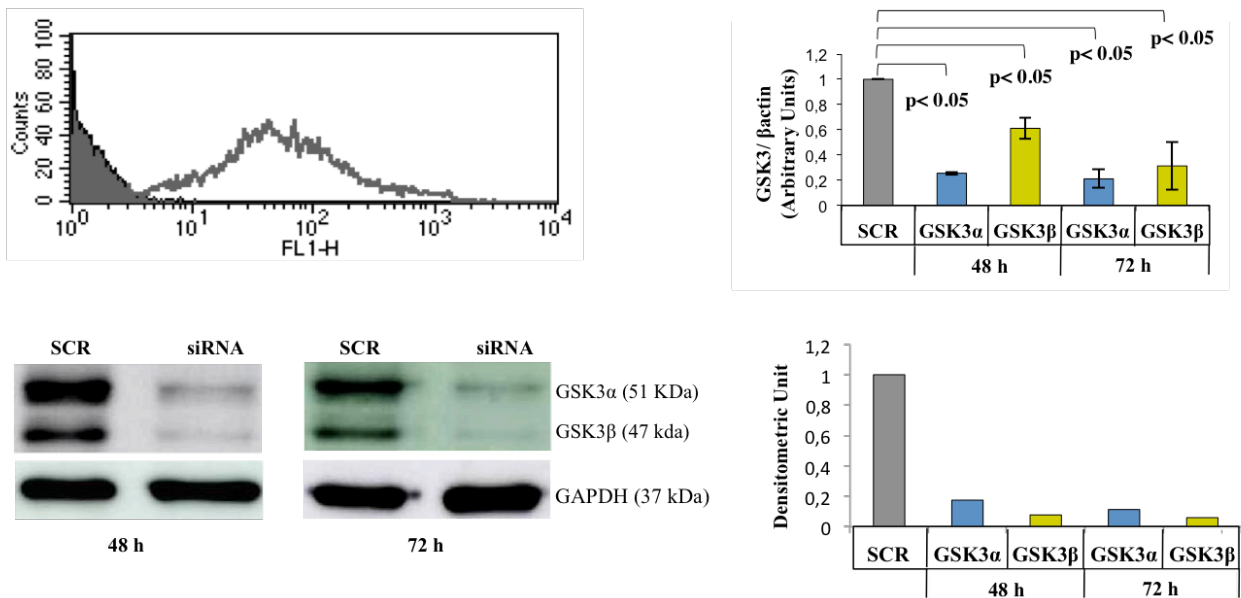 100
80
60
40
20
0
Counts
10^0 10^1 10^2 10^3 10^4
FL1-H
GSK3/ βactin
(Arbitrary Units)
1,2
1
0,8
0,6
0,4
0,2
0
p< 0.05
p< 0.05
p< 0.05
p< 0.05
SCR GSK3α GSK3β GSK3α GSK3β
48 h 72 h
SCR siRNA SCR siRNA
GSK3α (51 KDa)
GSK3β (47 kda)
GAPDH (37 kDa)
48 h 72 h
Densitometric Unit
1,2
1
0,8
0,6
0,4
0,2
0
SCR GSK3α GSK3β GSK3α GSK3β
48 h 72 h